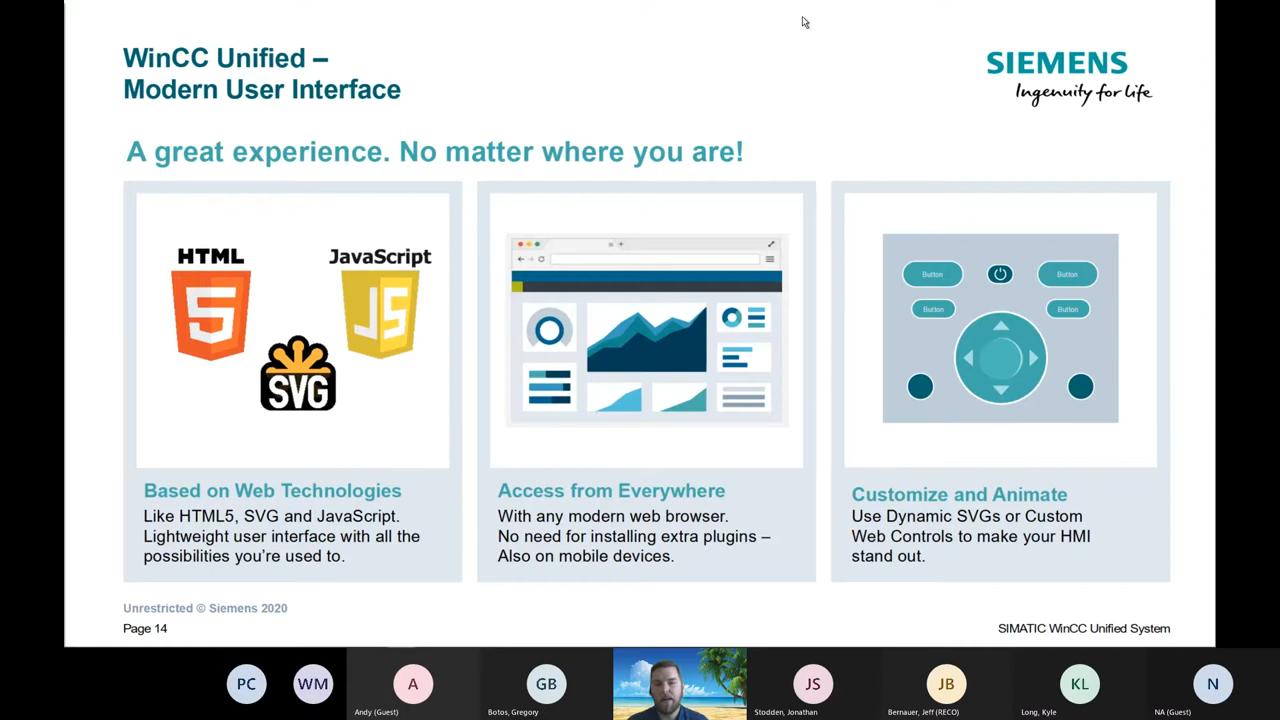 WinCC Unified –
Modern User Interface
SIEMENS
Ingenuity for life
A great experience. No matter where you are!
HTML
5
JavaScript
JS
SVG
Button
Button
Button
Button
Based on Web Technologies
Like HTML5, SVG and JavaScript.
Lightweight user interface with all the
possibilities you're used to.
Access from Everywhere
With any modern web browser.
No need for installing extra plugins –
Also on mobile devices.
Customize and Animate
Use Dynamic SVGs or Custom
Web Controls to make your HMI
stand out.
Unrestricted © Siemens 2020
Page 14
SIMATIC WinCC Unified System
PC
WM
A
Andy (Guest)
GB
Botos, Gregory
JS
Stodden, Jonathan
JB
Bernauer, Jeff (RECO)
KL
Long, Kyle
N
NA (Guest)